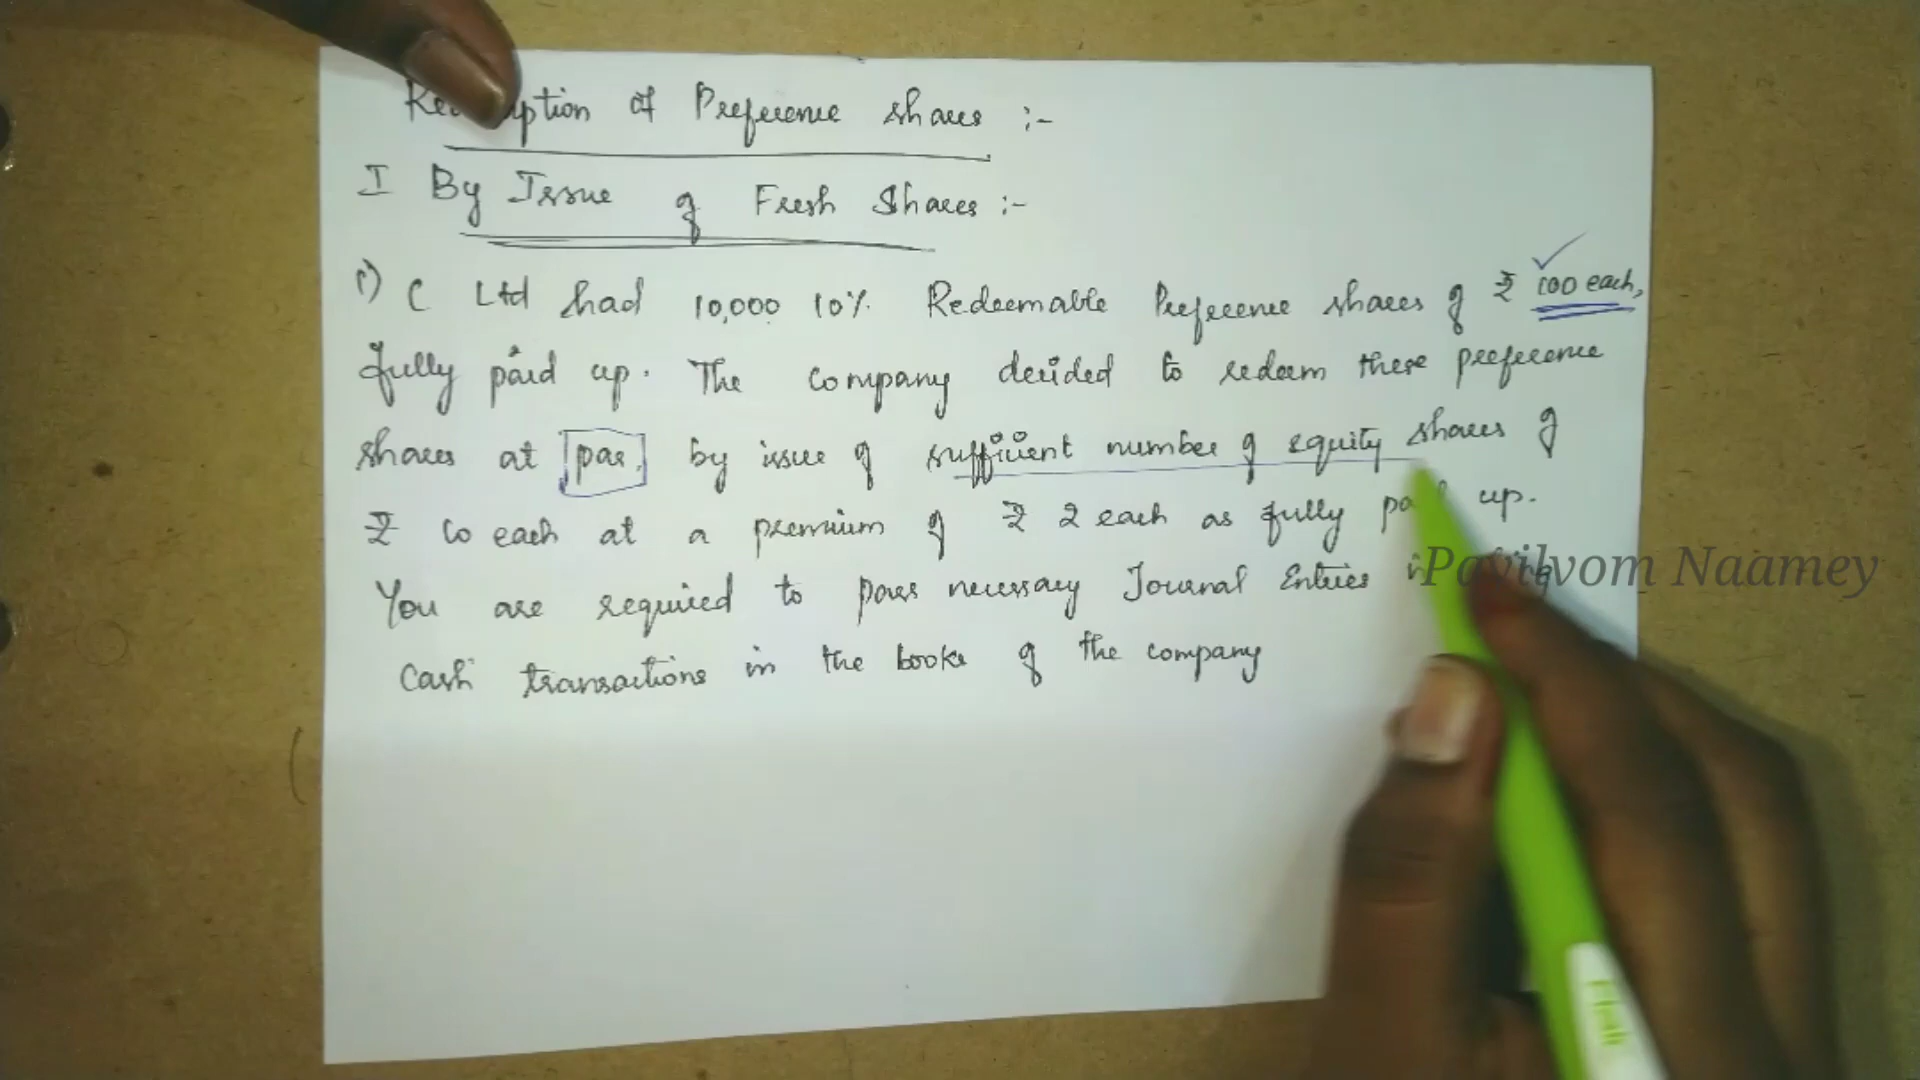 ption of Preference shares :-
I By Issue of Fresh Shares :-
1) C Ltd had 10,000 10% Redeemable Preference shares of ₹ 100 each,
fully paid up. The company decided to redeem these preference
shares at par, by issue of sufficient number of equity shares of
₹ 10 each at a premium of ₹ 2 each as fully up.
You are required to pass necessary Journal Entries
cash transactions in the books of the company
Pavilvom Naamey